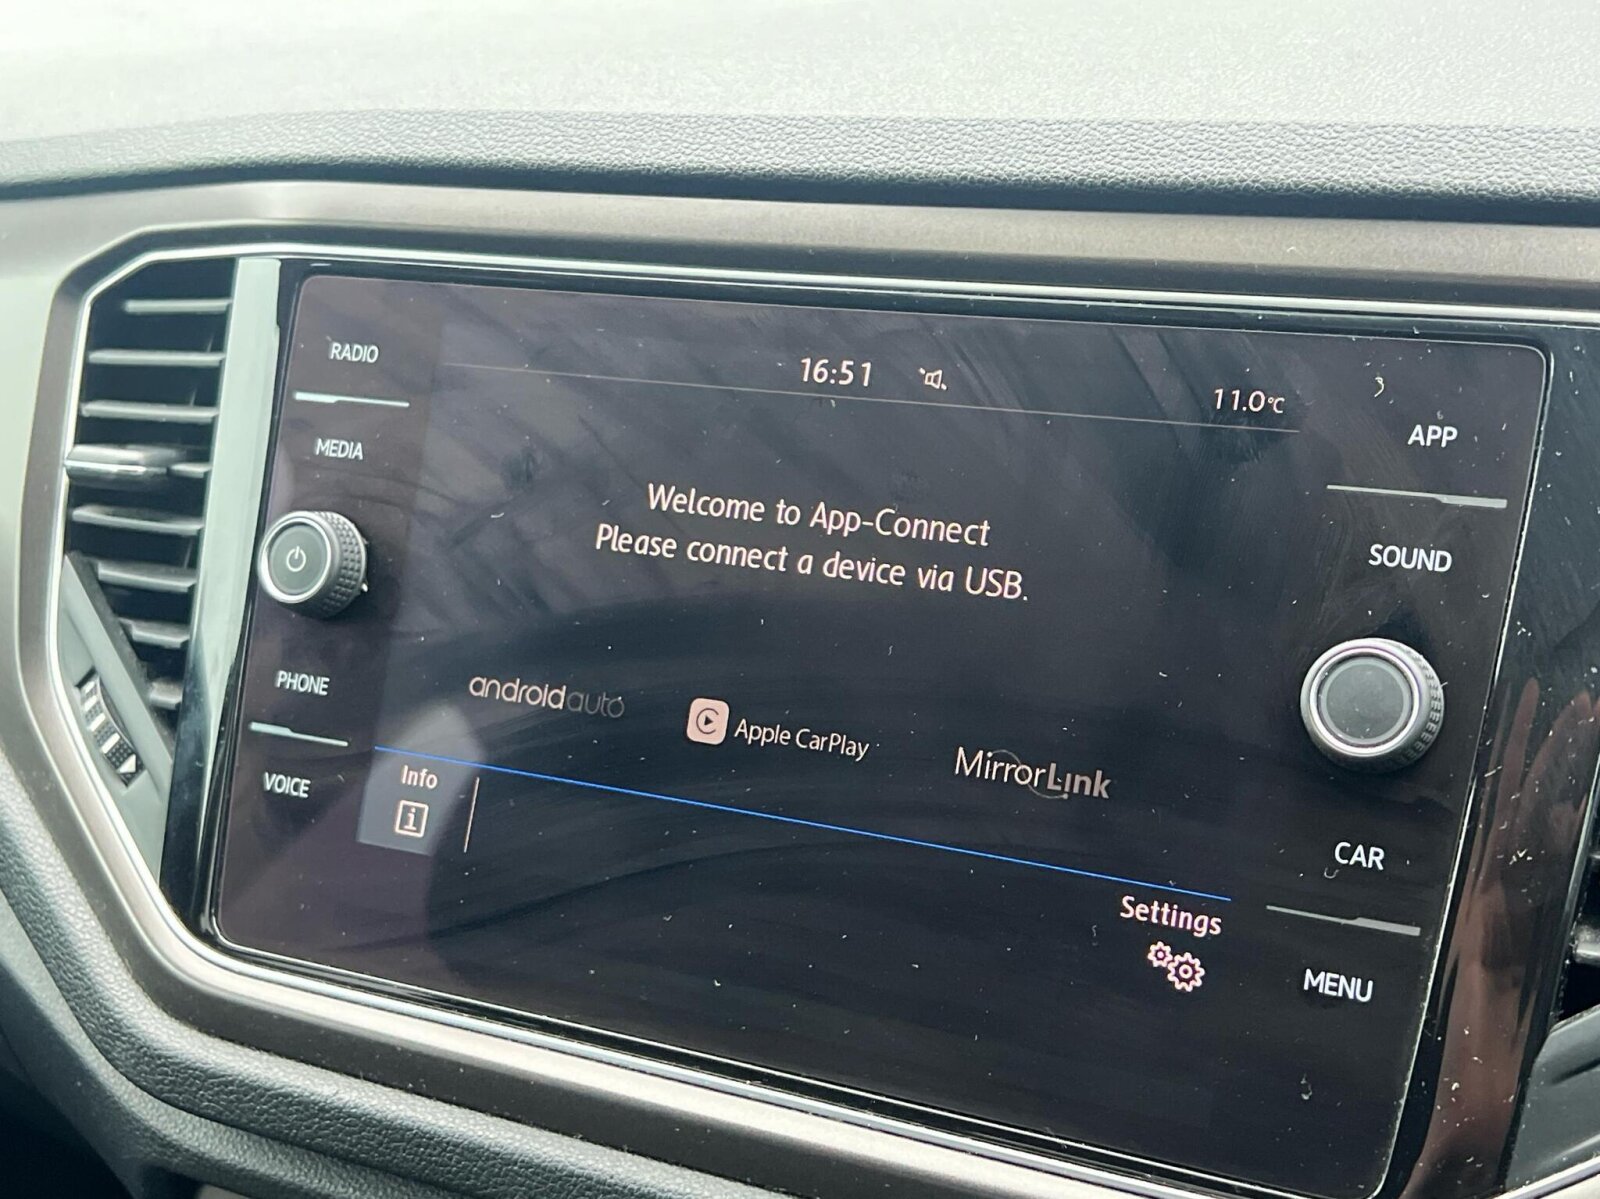 RADIO
MEDIA
PHONE
VOICE
16:51
11.0°C
Welcome to App-Connect
Please connect a device via USB.
androidauto
Apple CarPlay
MirrorLink
Info
i
Settings
APP
SOUND
CAR
MENU